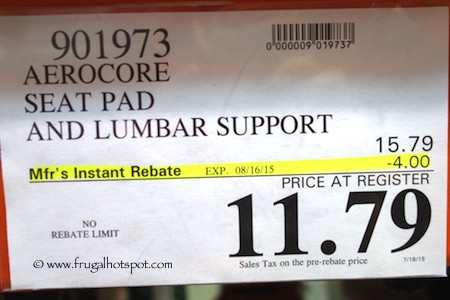 901973
0000009019737
AEROCORE
SEAT PAD
AND LUMBAR SUPPORT
15.79
Mfr's Instant Rebate EXP. 08/16/15 -4.00
PRICE AT REGISTER
NO
REBATE LIMIT
11.79
Sales Tax on the pre-rebate price
7/18/15
© www.frugalhotspot.com